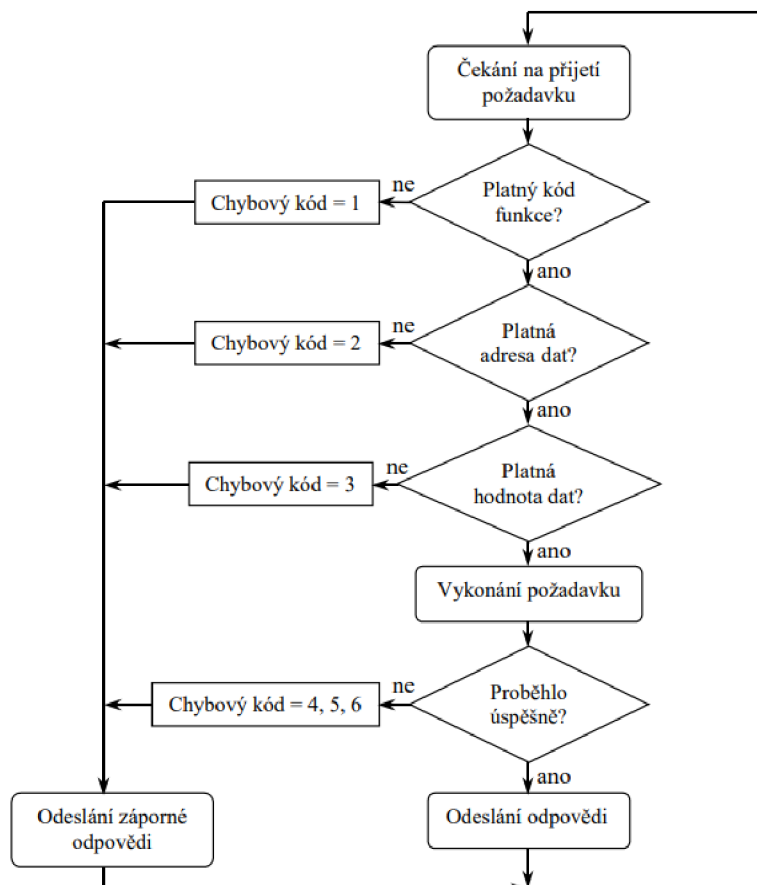 Čekání na přijetí
požadavku
Platný kód
funkce?
ne
Chybový kód = 1
ano
Platná
adresa dat?
ne
Chybový kód = 2
ano
Platná
hodnota dat?
ne
Chybový kód = 3
ano
Vykonání požadavku
Proběhlo
úspěšně?
ne
Chybový kód = 4, 5, 6
ano
Odeslání záporné
odpovědi
Odeslání odpovědi